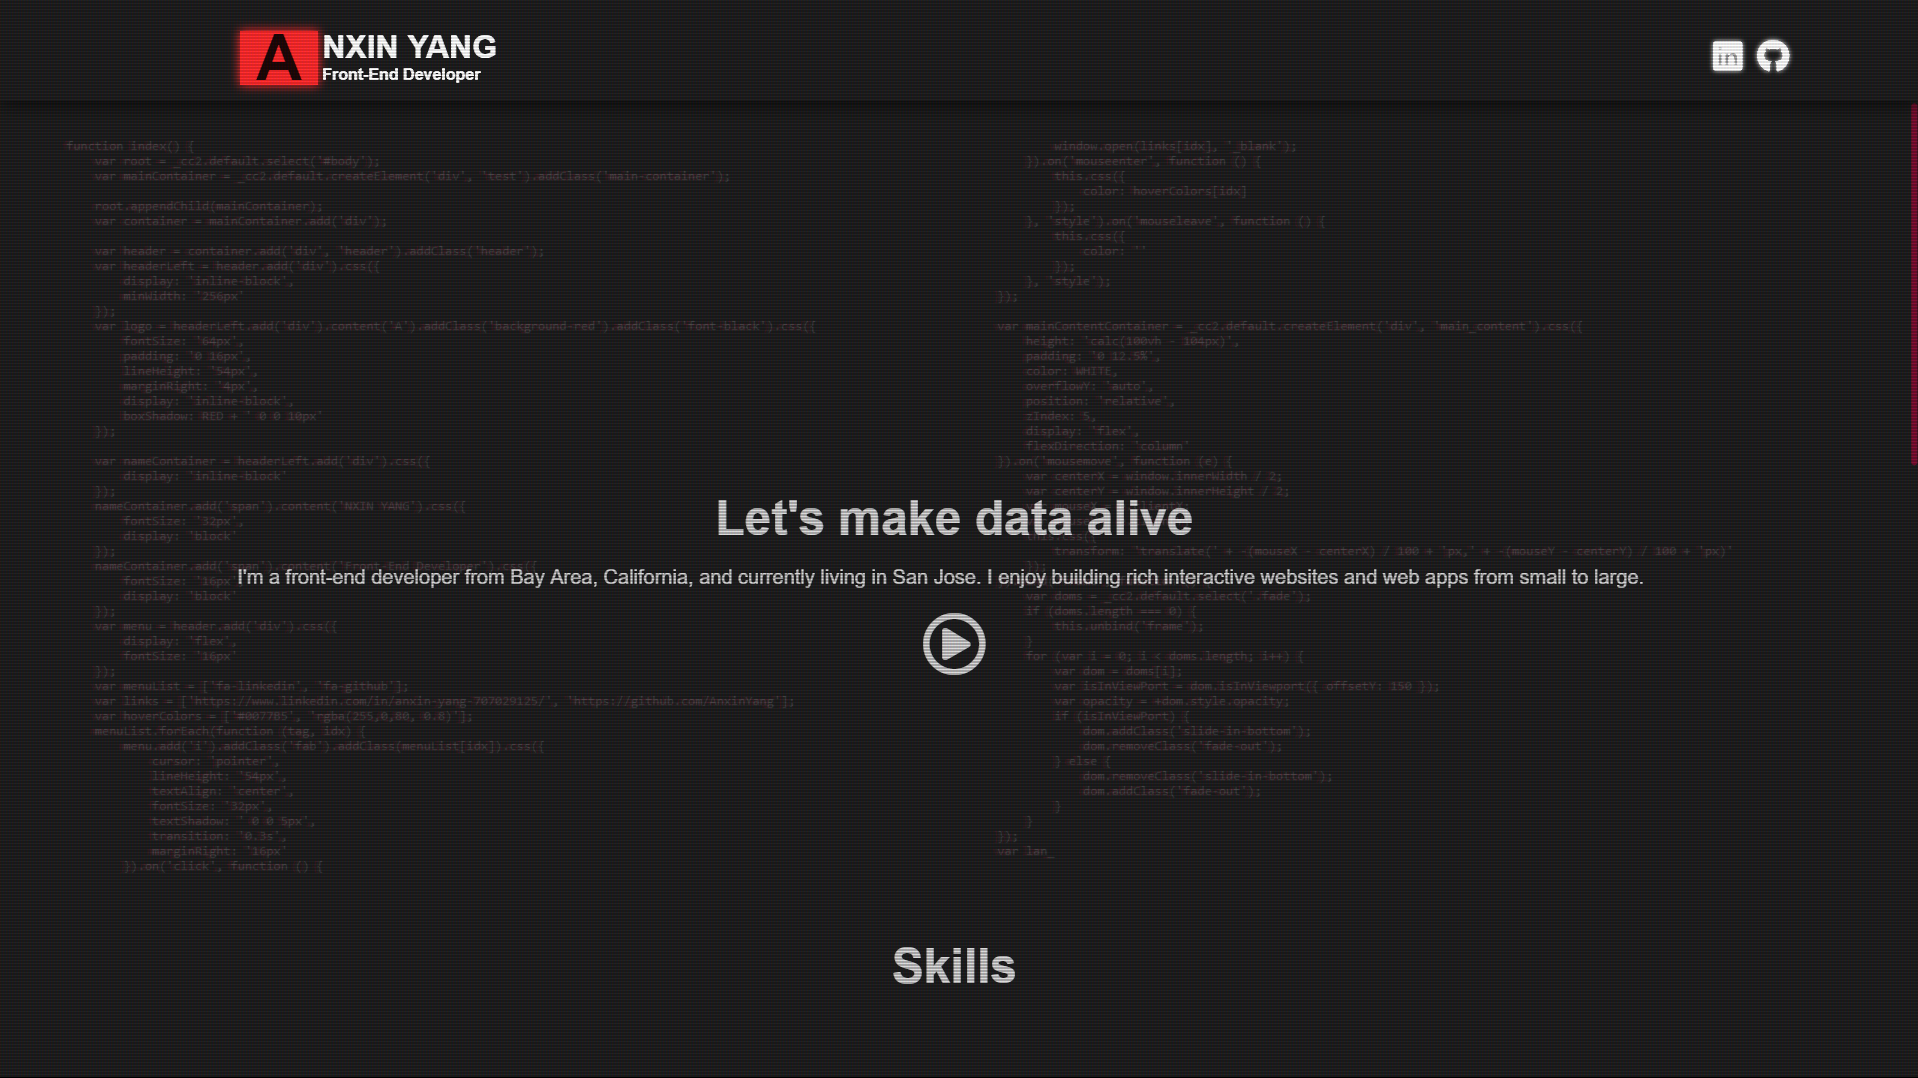 A
NXIN YANG
Front-End Developer
in
function index() {
var root = _cc2.default.select('#body');
var mainContainer = _cc2.default.createElement('div', 'test').addClass('main-container');
root.appendChild(mainContainer);
var container = mainContainer.add('div');
var header = container.add('div', 'header').addClass('header');
var headerLeft = header.add('div').css({
display: 'inline-block',
minWidth: '256px'
});
var logo = headerLeft.add('div').content('A').addClass('background-red').addClass('font-black').css({
fontSize: '64px',
padding: '0 16px',
lineHeight: '54px',
marginRight: '4px',
display: 'inline-block',
boxShadow: RED + ' 0 0 10px'
});
var nameContainer = headerLeft.add('div').css({
display: 'inline-block'
});
nameContainer.add('span').content('NXIN YANG').css({
fontSize: '32px',
display: 'block'
});
nameContainer.add('span').content('Front-End Developer').css({
fontSize: '16px'
display: 'block'
});
var menu = header.add('div').css({
display: 'flex',
fontSize: '16px'
});
var menuList = ['fa-linkedin', 'fa-github'];
var links = ['https://www.linkedin.com/in/anxin-yang-707029125/', 'https://github.com/AnxinYang'];
var hoverColors = ['#0077B5', 'rgba(255,0,80, 0.8)'];
menuList.forEach(function (tag, idx) {
menu.add('i').addClass('fab').addClass(menuList[idx]).css({
cursor: 'pointer',
lineHeight: '54px',
textAlign: 'center',
fontSize: '32px',
textShadow: ' 0 0 5px',
transition: '0.3s',
marginRight: '16px'
}).on('click', function () {
window.open(links[idx], '_blank');
}).on('mouseenter', function () {
this.css({
color: hoverColors[idx]
});
}, 'style').on('mouseleave', function () {
this.css({
color: ''
});
}, 'style');
});
var mainContentContainer = _cc2.default.createElement('div', 'main_content').css({
height: 'calc(100vh - 104px)',
padding: '0 12.5%',
color: WHITE,
overflowY: 'auto',
position: 'relative',
zIndex: 5,
display: 'flex',
flexDirection: 'column'
}).on('mousemove', function (e) {
var centerX = window.innerWidth / 2;
var centerY = window.innerHeight / 2;
this.css({
transform: 'translate(' + -(mouseX - centerX) / 100 + 'px,' + -(mouseY - centerY) / 100 + 'px)'
});
var doms = _cc2.default.select('.fade');
if (doms.length === 0) {
this.unbind('frame');
}
for (var i = 0; i < doms.length; i++) {
var dom = doms[i];
var isInViewPort = dom.isInViewport({ offsetY: 150 });
var opacity = +dom.style.opacity;
if (isInViewPort) {
dom.addClass('slide-in-bottom');
dom.removeClass('fade-out');
} else {
dom.removeClass('slide-in-bottom');
dom.addClass('fade-out');
}
}
});
var lan_
Let's make data alive
I'm a front-end developer from Bay Area, California, and currently living in San Jose. I enjoy building rich interactive websites and web apps from small to large.
Skills